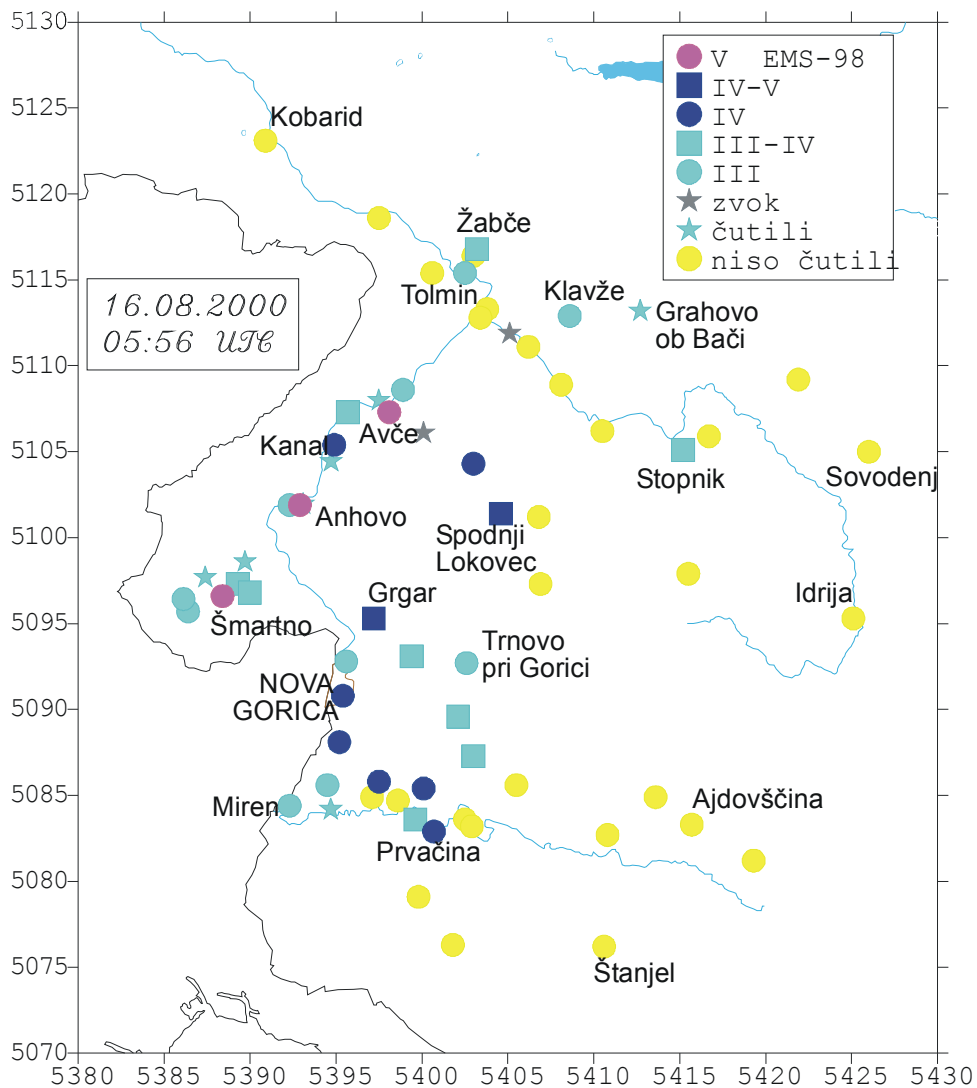 5130
5125
5120
5115
5110
5105
5100
5095
5090
5085
5080
5075
5070
V EMS-98
IV-V
IV
III-IV
III
zvok
čutili
niso čutili
16.08.2000
05:56 UTC
Kobarid
Žabče
Tolmin
Klavže
Grahovo
ob Bači
Avče
Kanal
Stopnik
Sovodenj
Anhovo
Spodnji
Lokovec
Idrija
Grgar
Šmartno
Trnovo
pri Gorici
NOVA
GORICA
Miren
Ajdovščina
Prvačina
Štanjel
5380 5385 5390 5395 5400 5405 5410 5415 5420 5425 5430